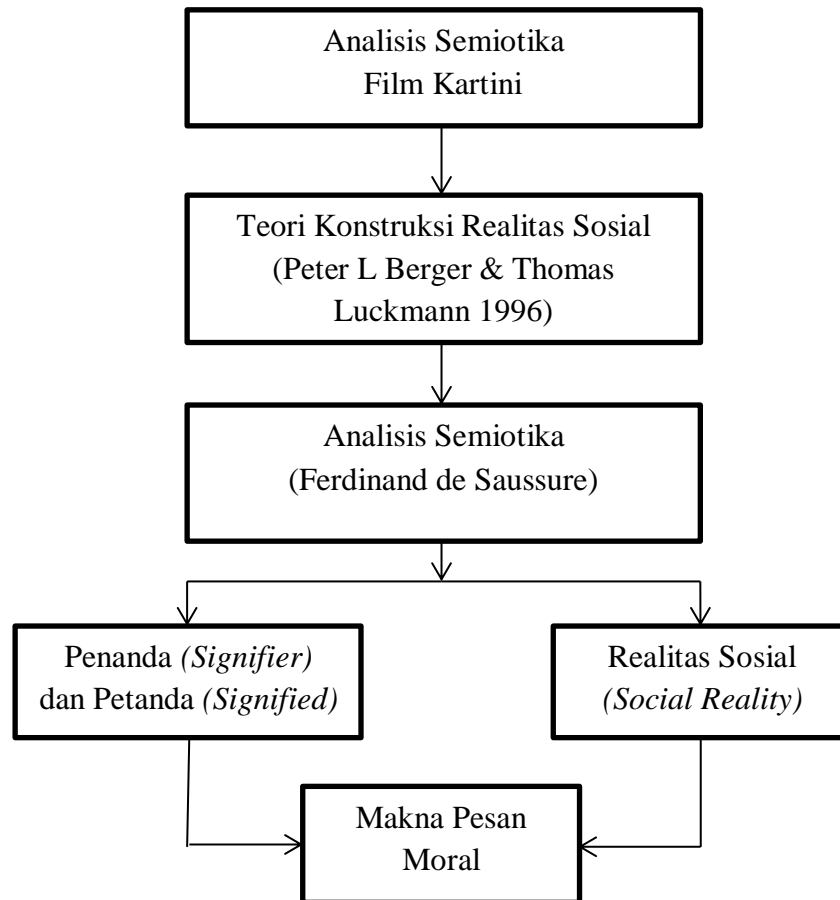 Analisis Semiotika
Film Kartini
Teori Konstruksi Realitas Sosial
(Peter L Berger & Thomas
Luckmann 1996)
Analisis Semiotika
(Ferdinand de Saussure)
Penanda (Signifier)
dan Petanda (Signified)
Realitas Sosial
(Social Reality)
Makna Pesan
Moral